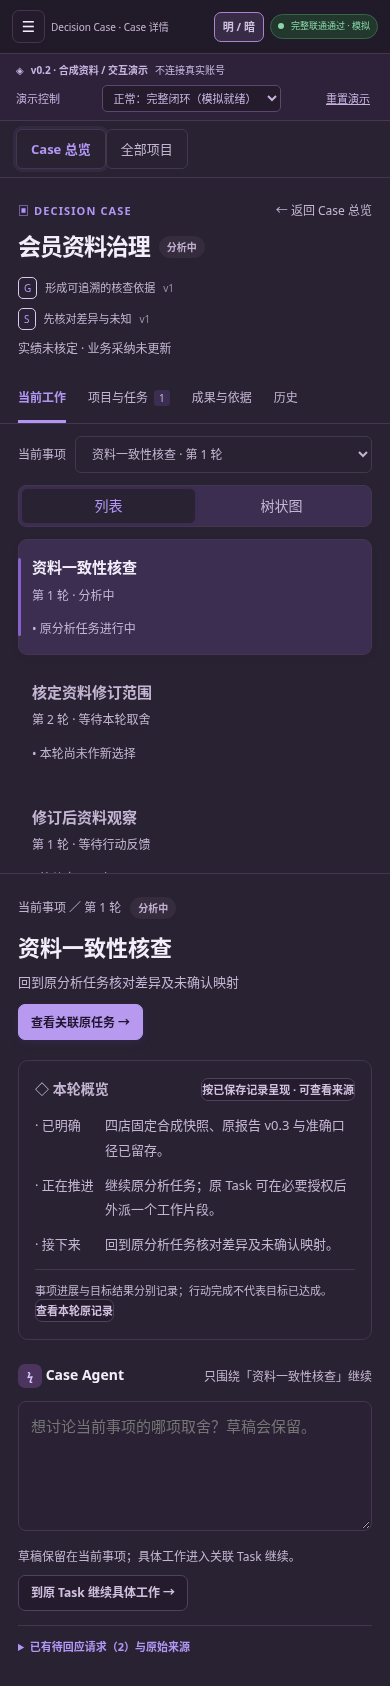 ☰ Decision Case · Case 详情 明 / 暗 ● 完整联通通过 · 模拟
◈ v0.2 · 合成资料 / 交互演示 不连接真实账号
演示控制 正常：完整闭环（模拟就绪） 重置演示
Case 总览 全部项目
▣ DECISION CASE ← 返回 Case 总览
会员资料治理 分析中
G 形成可追溯的核查依据 v1
S 先核对差异与未知 v1
实绩未核定 · 业务采纳未更新
当前工作 项目与任务 1 成果与依据 历史
当前事项 资料一致性核查 · 第 1 轮
列表 树状图
资料一致性核查
第 1 轮 · 分析中
• 原分析任务进行中
核定资料修订范围
第 2 轮 · 等待本轮取舍
• 本轮尚未作新选择
修订后资料观察
第 1 轮 · 等待行动反馈
当前事项 ／ 第 1 轮 分析中
资料一致性核查
回到原分析任务核对差异及未确认映射
查看关联原任务 →
◇ 本轮概览 按已保存记录呈现 · 可查看来源
· 已明确 四店固定合成快照、原报告 v0.3 与准确口
径已留存。
· 正在推进 继续原分析任务；原 Task 可在必要授权后
外派一个工作片段。
· 接下来 回到原分析任务核对差异及未确认映射。
事项进展与目标结果分别记录；行动完成不代表目标已达成。
查看本轮原记录
Case Agent 只围绕「资料一致性核查」继续
想讨论当前事项的哪项取舍？草稿会保留。
草稿保留在当前事项；具体工作进入关联 Task 继续。
到原 Task 继续具体工作 →
▶ 已有待回应请求（2）与原始来源